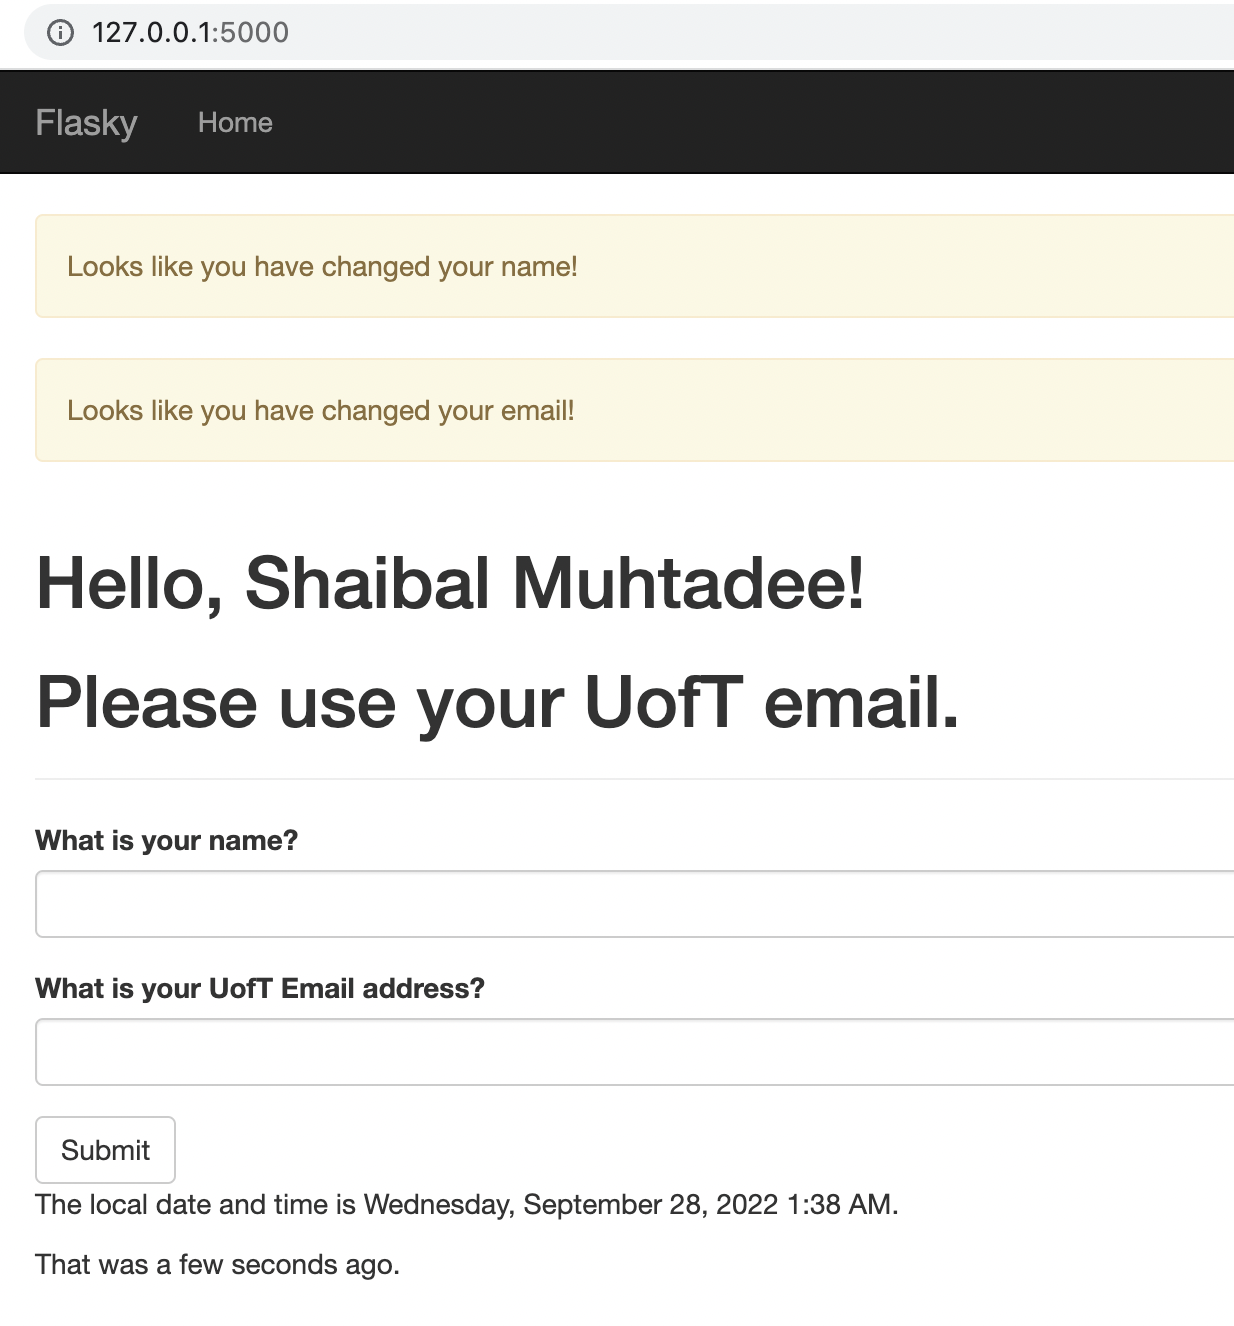 127.0.0.1:5000
Flasky Home
Looks like you have changed your name!
Looks like you have changed your email!
Hello, Shaibal Muhtadee!
Please use your UofT email.
What is your name?
What is your UofT Email address?
Submit
The local date and time is Wednesday, September 28, 2022 1:38 AM.
That was a few seconds ago.